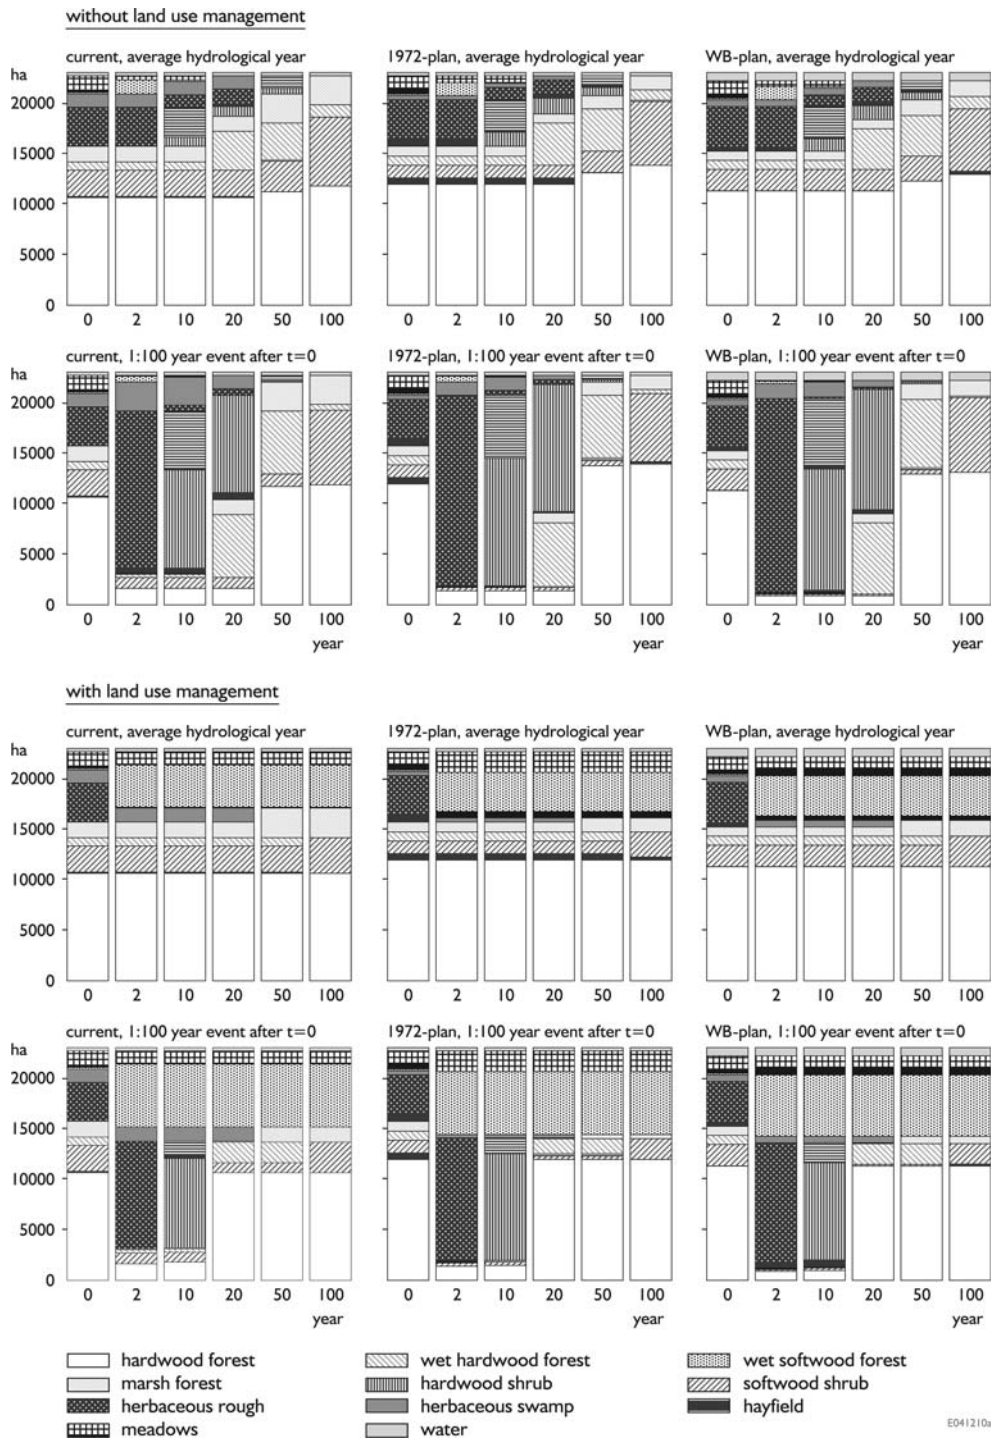 without land use management
current, average hydrological year 1972-plan, average hydrological year WB-plan, average hydrological year
ha
20000
15000
10000
5000
0
0 2 10 20 50 100 0 2 10 20 50 100 0 2 10 20 50 100
current, 1:100 year event after t=0 1972-plan, 1:100 year event after t=0 WB-plan, 1:100 year event after t=0
ha
20000
15000
10000
5000
0
0 2 10 20 50 100 0 2 10 20 50 100 0 2 10 20 50 100
year year year
with land use management
current, average hydrological year 1972-plan, average hydrological year WB-plan, average hydrological year
ha
20000
15000
10000
5000
0
0 2 10 20 50 100 0 2 10 20 50 100 0 2 10 20 50 100
current, 1:100 year event after t=0 1972-plan, 1:100 year event after t=0 WB-plan, 1:100 year event after t=0
ha
20000
15000
10000
5000
0
0 2 10 20 50 100 0 2 10 20 50 100 0 2 10 20 50 100
year year year
hardwood forest wet hardwood forest wet softwood forest
marsh forest hardwood shrub softwood shrub
herbaceous rough herbaceous swamp hayfield
meadows water
E041210a